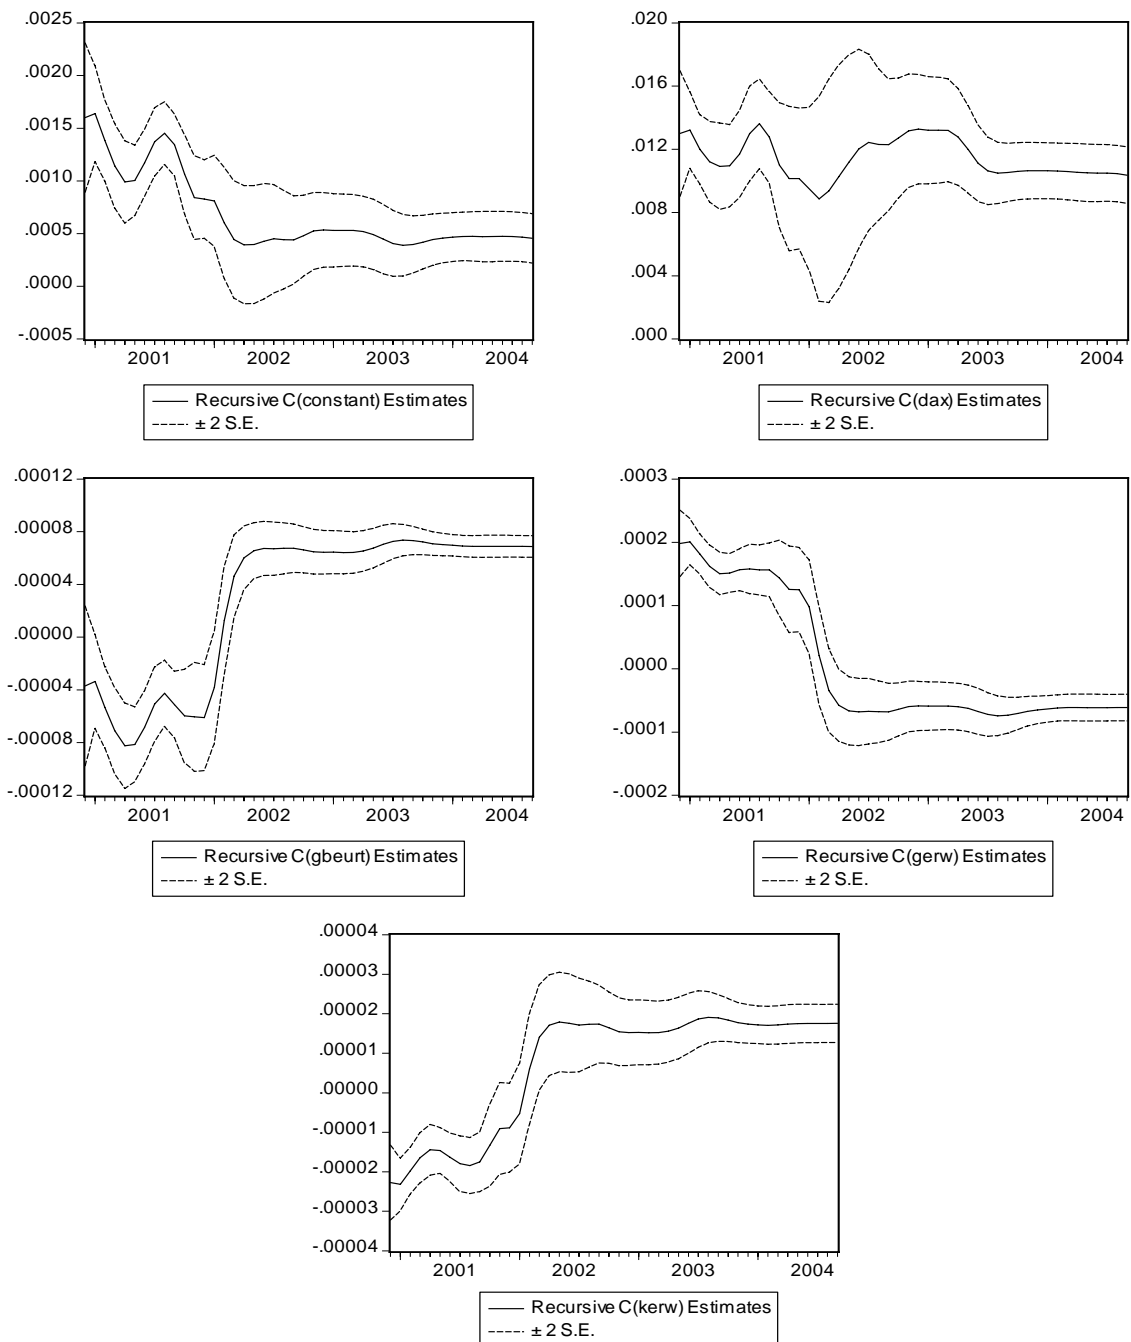 .0025
.0020
.0015
.0010
.0005
.0000
-.0005
2001 2002 2003 2004
Recursive C(constant) Estimates
± 2 S.E.
.020
.016
.012
.008
.004
.000
2001 2002 2003 2004
Recursive C(dax) Estimates
± 2 S.E.
.00012
.00008
.00004
.00000
-.00004
-.00008
-.00012
2001 2002 2003 2004
Recursive C(gbeurt) Estimates
± 2 S.E.
.0003
.0002
.0001
.0000
-.0001
-.0002
2001 2002 2003 2004
Recursive C(gerw) Estimates
± 2 S.E.
.00004
.00003
.00002
.00001
.00000
-.00001
-.00002
-.00003
-.00004
2001 2002 2003 2004
Recursive C(kerw) Estimates
± 2 S.E.